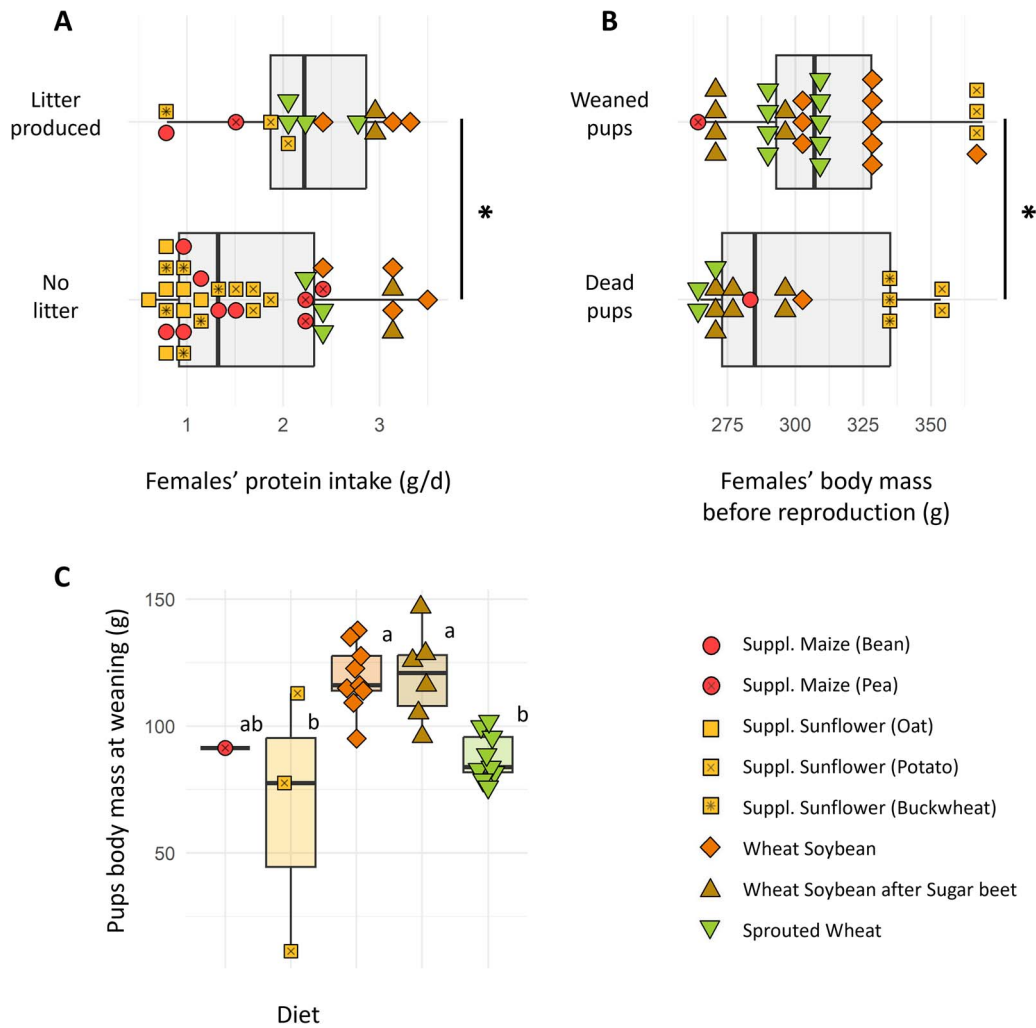 A
Litter
produced
No
litter
*
1
2
3
Females’ protein intake (g/d)
B
Weaned
pups
Dead
pups
*
275
300
325
350
Females’ body mass
before reproduction (g)
C
Pups body mass at weaning (g)
150
100
50
ab
b
a
a
b
Diet
Suppl. Maize (Bean)
Suppl. Maize (Pea)
Suppl. Sunflower (Oat)
Suppl. Sunflower (Potato)
Suppl. Sunflower (Buckwheat)
Wheat Soybean
Wheat Soybean after Sugar beet
Sprouted Wheat